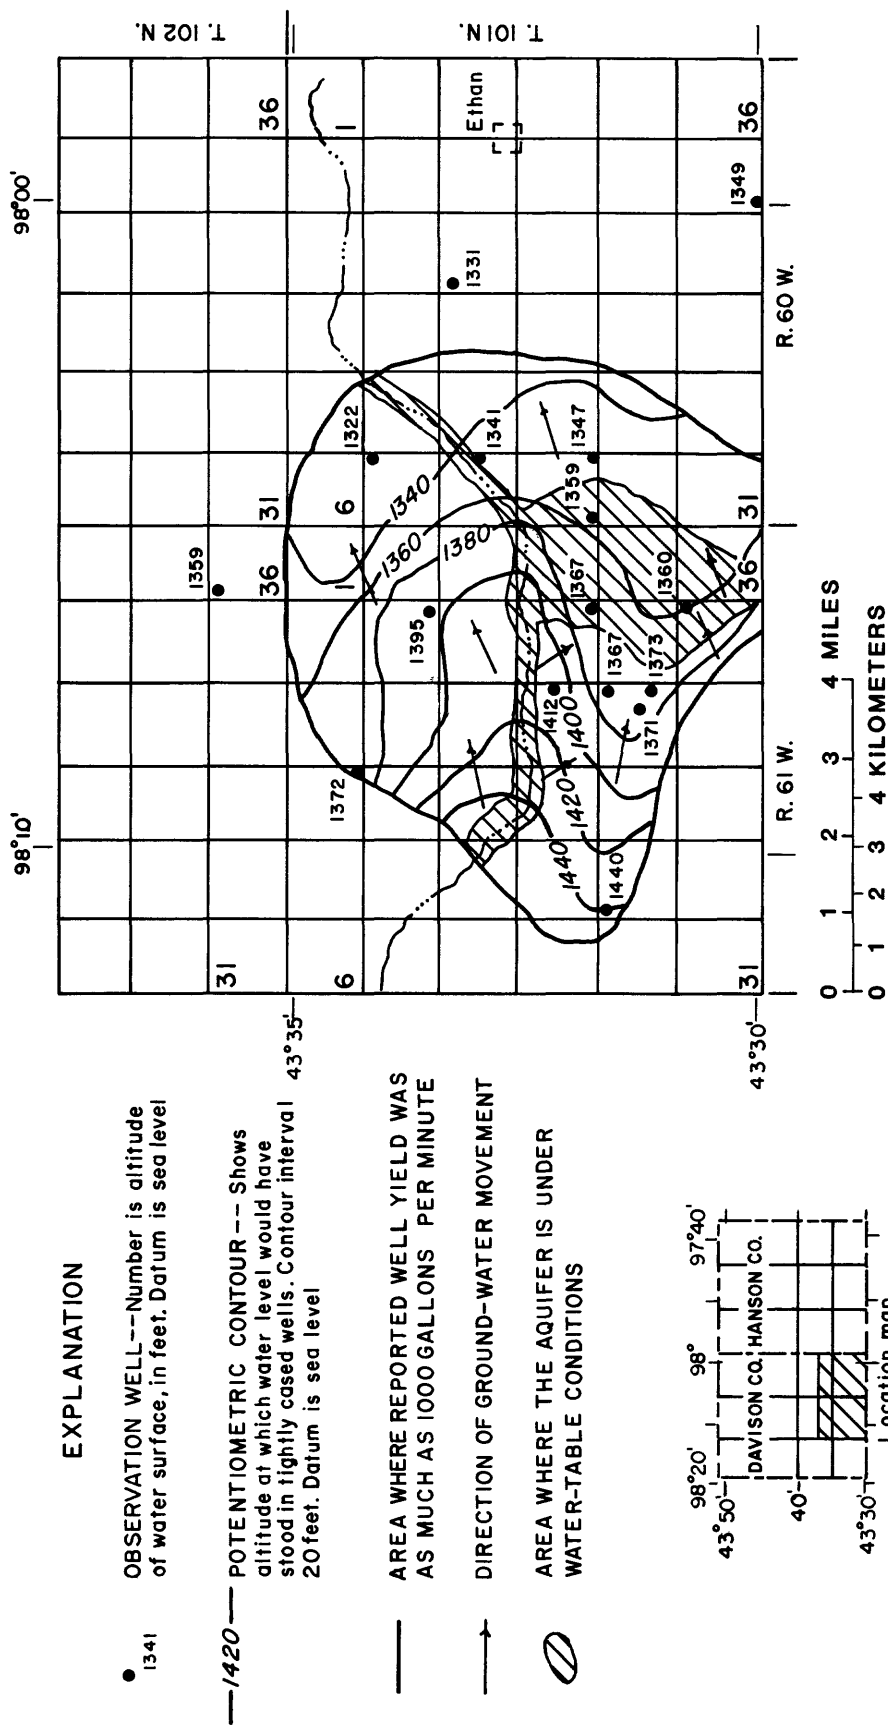 EXPLANATION
1341
OBSERVATION WELL--Number is altitude
of water surface, in feet. Datum is sea level
1420
POTENTIOMETRIC CONTOUR--Shows
altitude at which water level would have
stood in tightly cased wells. Contour interval
20 feet. Datum is sea level
AREA WHERE REPORTED WELL YIELD WAS
AS MUCH AS 1000 GALLONS PER MINUTE
DIRECTION OF GROUND-WATER MOVEMENT
AREA WHERE THE AQUIFER IS UNDER
WATER-TABLE CONDITIONS
98°20' 98° 97°40'
43°50'
DAVISON CO. HANSON CO.
40'
43°30'
Location map
98°10' 98°00'
T. 102 N.
1359
31 36 31 36
43°35'
6 1 6 1
T. 101 N.
1372
1322
1340
1360
1380
1395
Ethan
1331
1341
1412
1400
1420
1440
1440
1367
1367
1359
1347
1373
1371
1360
1349
31 36 31 36
43°30'
R. 61 W. R. 60 W.
0 1 2 3 4 MILES
0 1 2 3 4 KILOMETERS